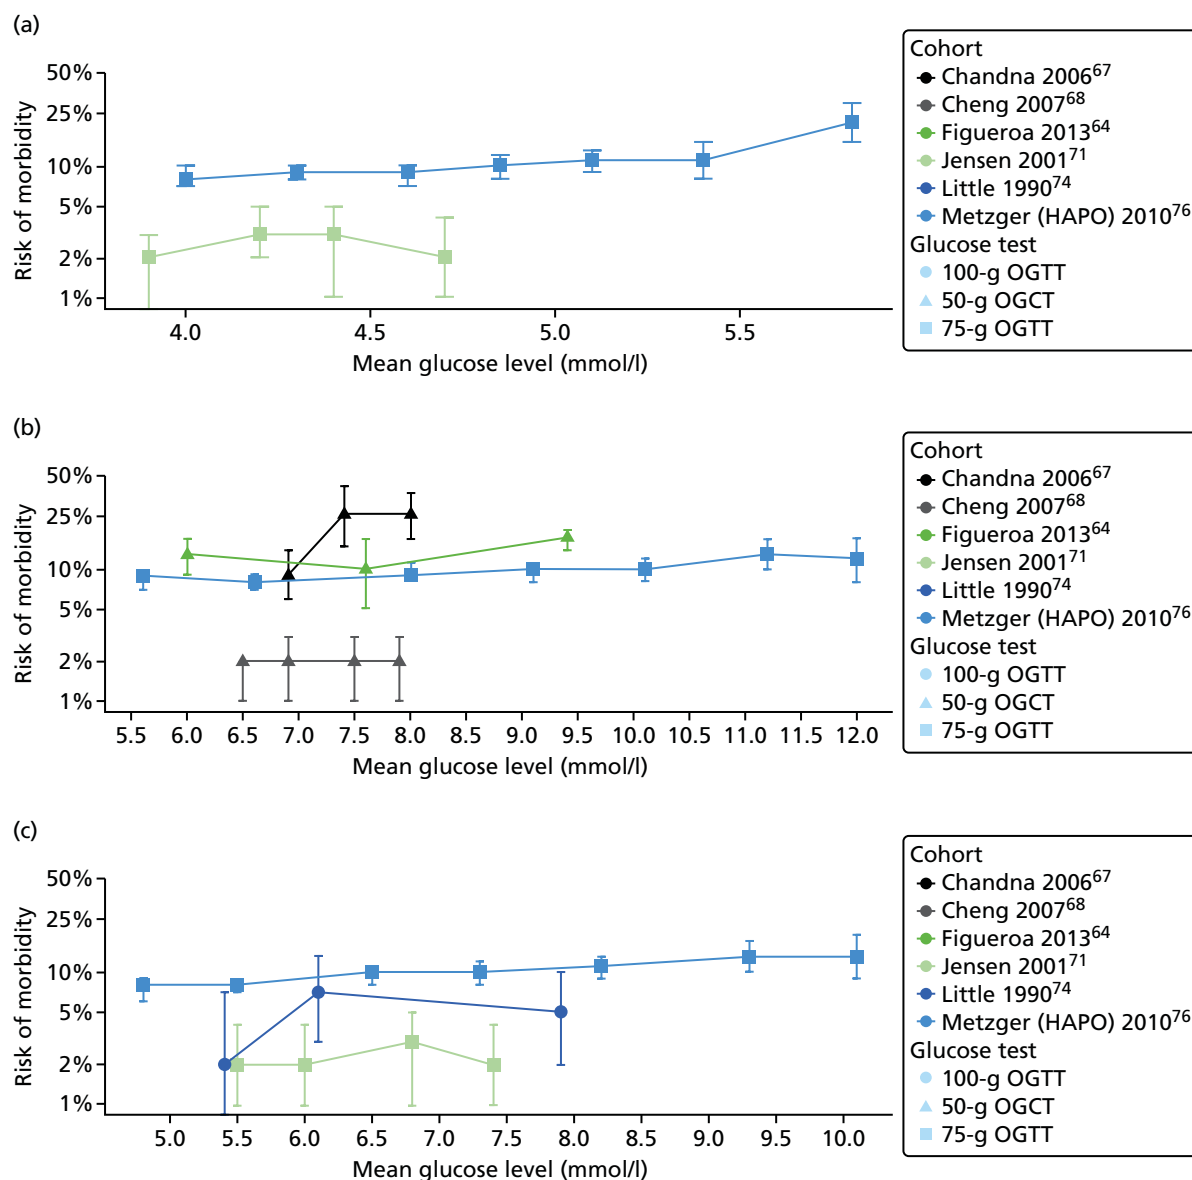 (a)
50%
25%
10%
5%
2%
1%
Risk of morbidity
4.0 4.5 5.0 5.5
Mean glucose level (mmol/l)
Cohort
Chandna 2006⁶⁷
Cheng 2007⁶⁸
Figueroa 2013⁶⁴
Jensen 2001⁷¹
Little 1990⁷⁴
Metzger (HAPO) 2010⁷⁶
Glucose test
100-g OGTT
50-g OGCT
75-g OGTT
(b)
50%
25%
10%
5%
2%
1%
Risk of morbidity
5.5 6.0 6.5 7.0 7.5 8.0 8.5 9.0 9.5 10.0 10.5 11.0 11.5 12.0
Mean glucose level (mmol/l)
Cohort
Chandna 2006⁶⁷
Cheng 2007⁶⁸
Figueroa 2013⁶⁴
Jensen 2001⁷¹
Little 1990⁷⁴
Metzger (HAPO) 2010⁷⁶
Glucose test
100-g OGTT
50-g OGCT
75-g OGTT
(c)
50%
25%
10%
5%
2%
1%
Risk of morbidity
5.0 5.5 6.0 6.5 7.0 7.5 8.0 8.5 9.0 9.5 10.0
Mean glucose level (mmol/l)
Cohort
Chandna 2006⁶⁷
Cheng 2007⁶⁸
Figueroa 2013⁶⁴
Jensen 2001⁷¹
Little 1990⁷⁴
Metzger (HAPO) 2010⁷⁶
Glucose test
100-g OGTT
50-g OGCT
75-g OGTT